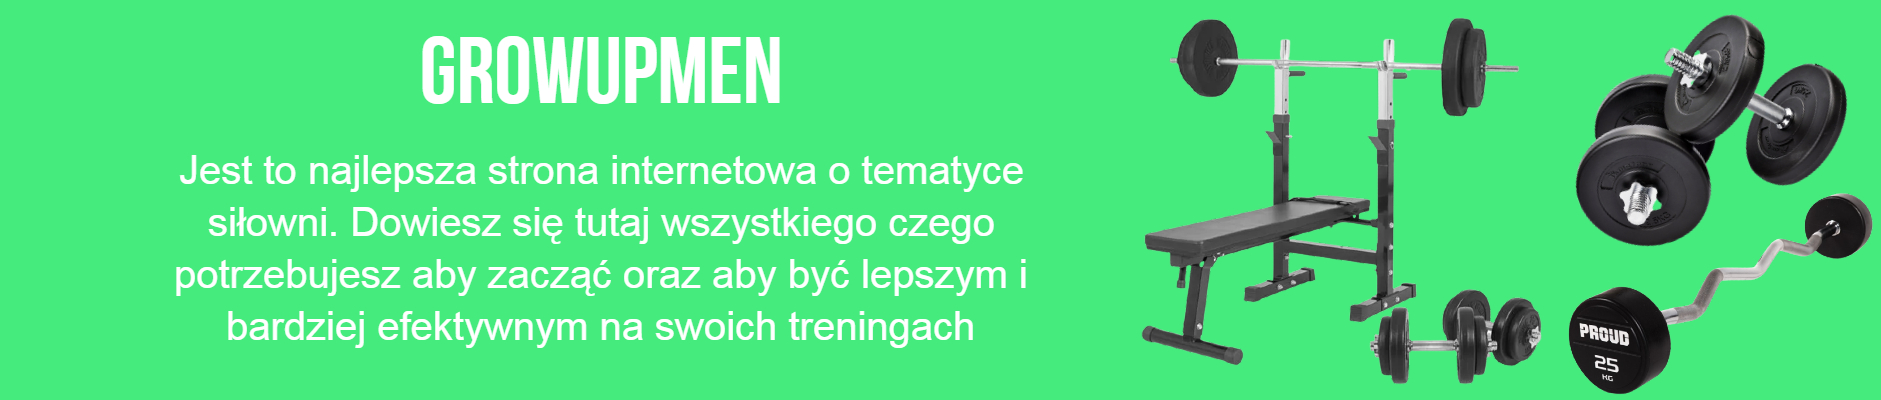 GROWUPMEN
Jest to najlepsza strona internetowa o tematyce
siłowni. Dowiesz się tutaj wszystkiego czego
potrzebujesz aby zacząć oraz aby być lepszym i
bardziej efektywnym na swoich treningach
PROUD
25
KG